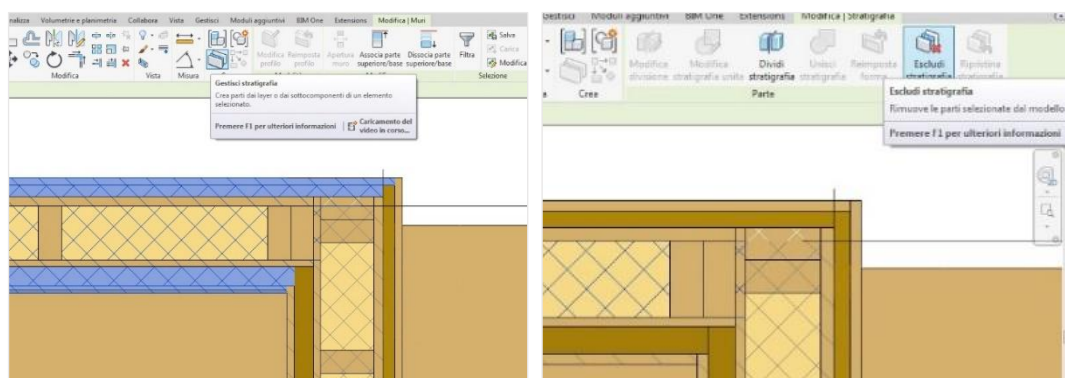 nalizza Volumetrie e planimetria Collabora Vista Gestisci Moduli aggiuntivi BIM One Extensions Modifica | Muri
Salva
Carica
Modifica
Modifica profilo
Reimposta profilo
Apertura muro
Associa parte superiore/base
Dissocia parte superiore/base
Filtra
Modifica Vista Misura
Selezione
Gestisci stratigrafia
Crea parti dai layer o dai sottocomponenti di un elemento
selezionato.
Premere F1 per ulteriori informazioni
Caricamento del
video in corso...
Gestisci Moduli aggiuntivi BIM One Extensions Modifica | Stratigrafia
Modifica Modifica Dividi Unisci Reimposta Escludi Ripristina
divisione stratigrafia unita stratigrafia stratigrafia forma stratigrafia stratigrafia
a Cree Parte
Escludi stratigrafia
Rimuove le parti selezionate dal modello
Premere F1 per ulteriori informazioni